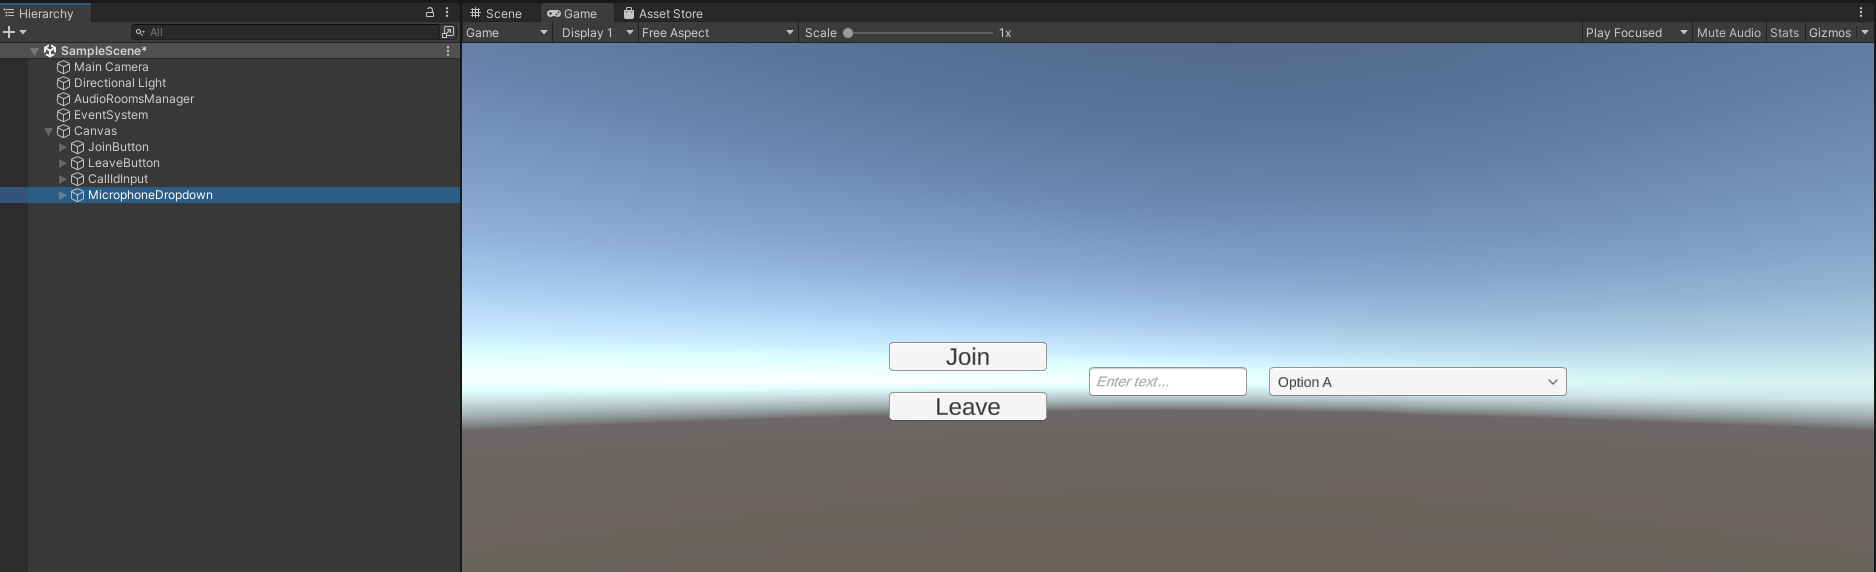 Hierarchy
All
SampleScene*
Main Camera
Directional Light
AudioRoomsManager
EventSystem
Canvas
JoinButton
LeaveButton
CallIdInput
MicrophoneDropdown
Scene Game Asset Store
Game Display 1 Free Aspect Scale 1x Play Focused Mute Audio Stats Gizmos
Join
Enter text... Option A
Leave